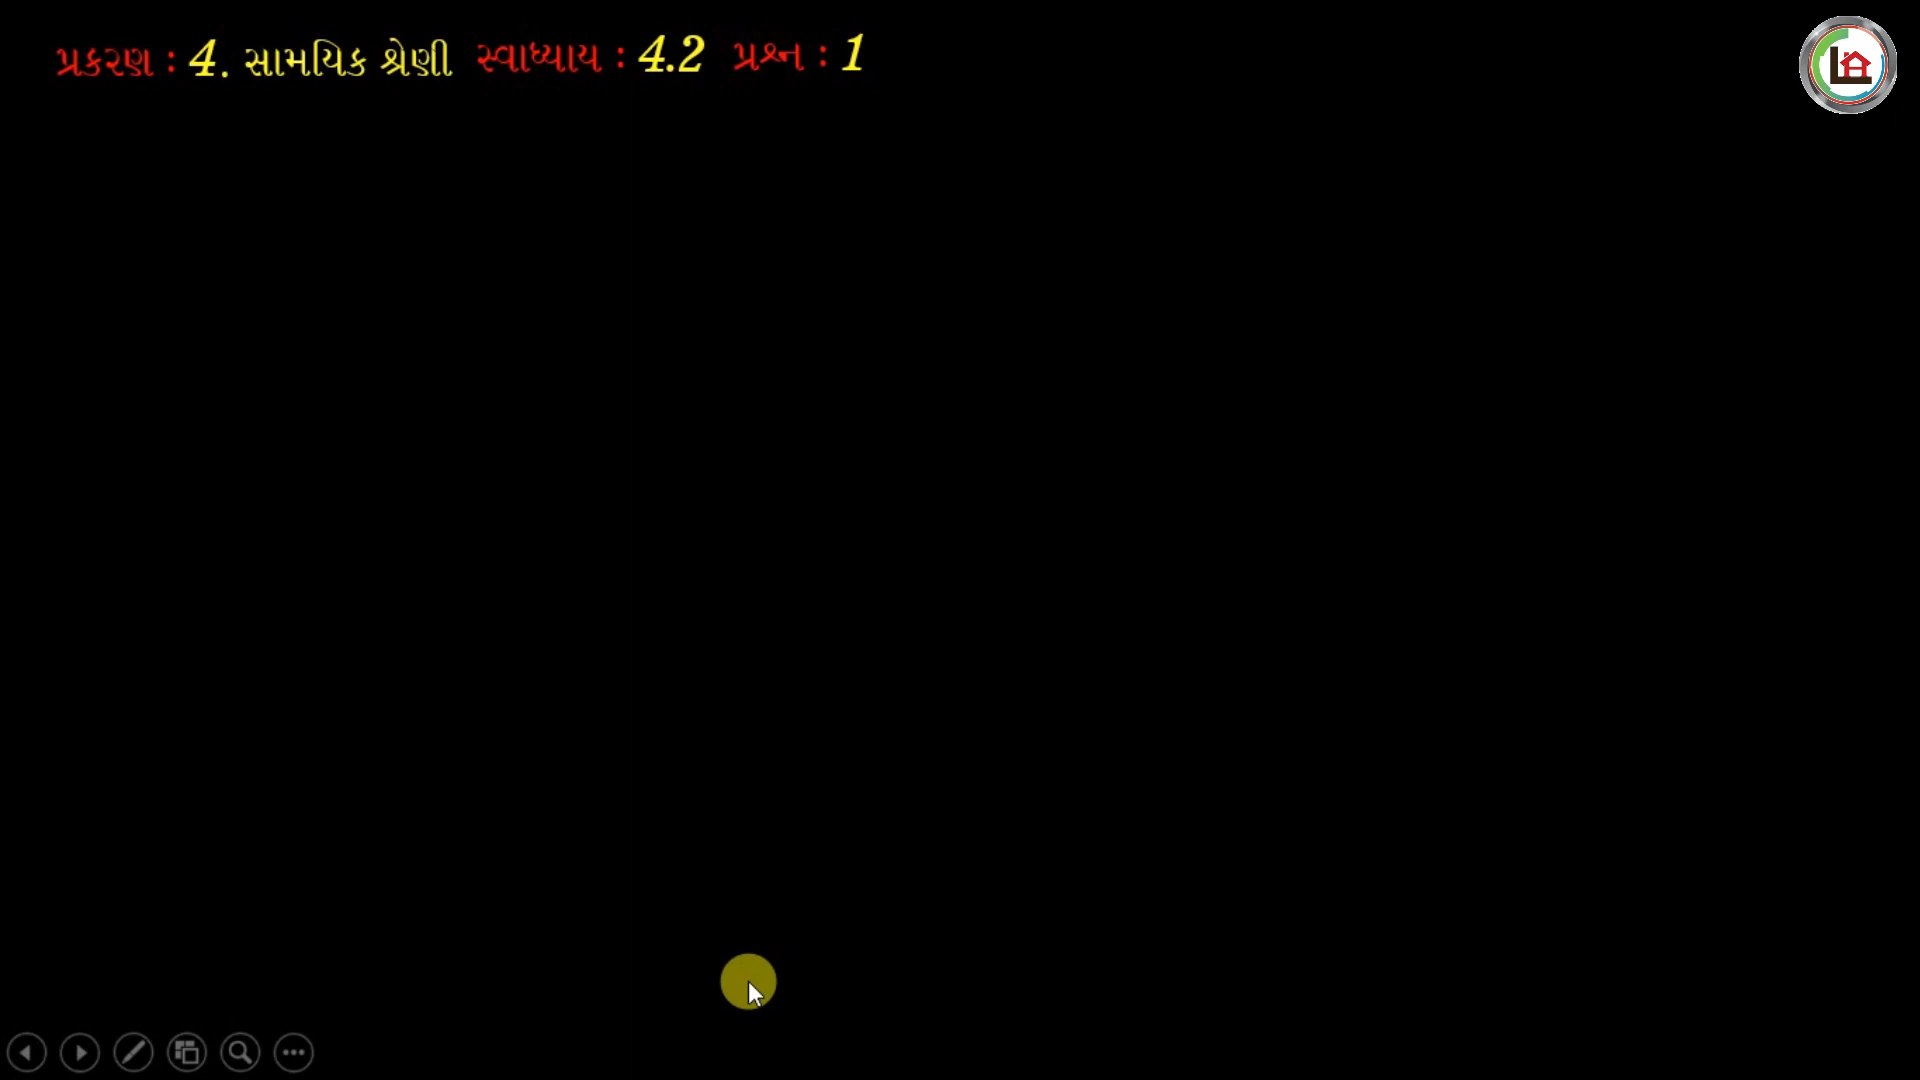 પ્રકરણ : 4. સામયિક શ્રેણી સ્વાધ્યાય : 4.2 પ્રશ્ન : 1